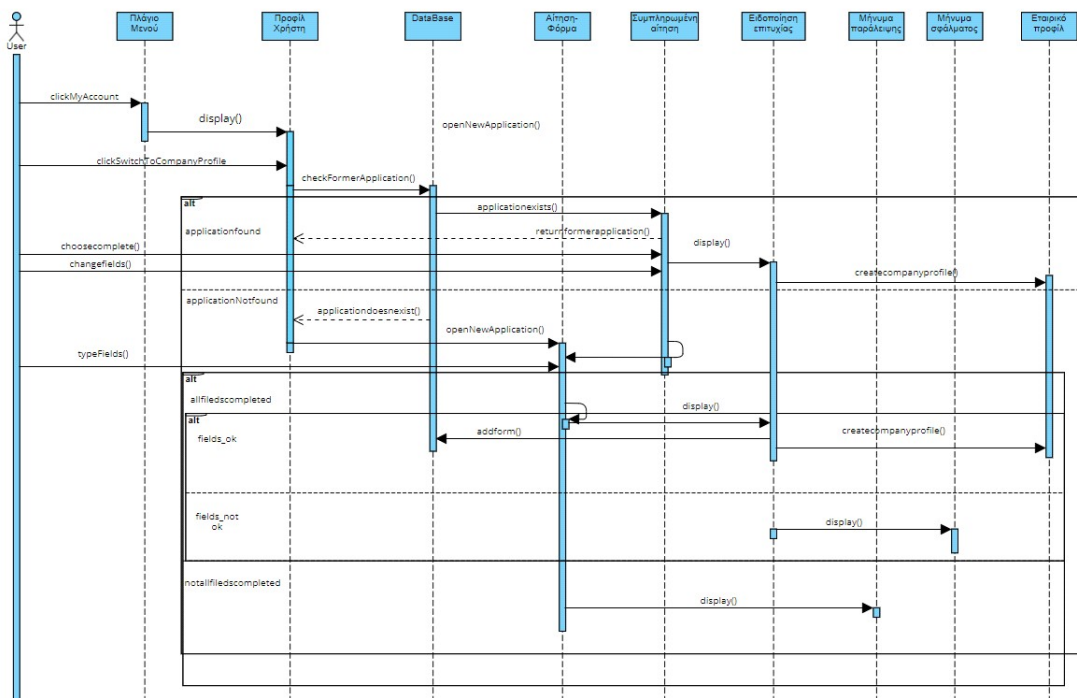 User
Πλάγιο
Μενού
Προφίλ
Χρήστη
DataBase
Αίτηση-
Φόρμα
Συμπληρωμένη
αίτηση
Ειδοποίηση
επιτυχίας
Μήνυμα
παράλειψης
Μήνυμα
σφάλματος
Εταιρικό
προφίλ
clickMyAccount
display()
openNewApplication()
clickSwitchToCompanyProfile
checkFormerApplication()
alt
applicationexists()
applicationfound
returnformerapplication()
choosecomplete()
display()
changefields()
createcompanyprofile()
applicationNotfound
applicationdoesnexist()
openNewApplication()
typeFields()
alt
allfiledscompleted
display()
alt
fields_ok
addform()
createcompanyprofile()
fields_not
ok
display()
notallfiledscompleted
display()